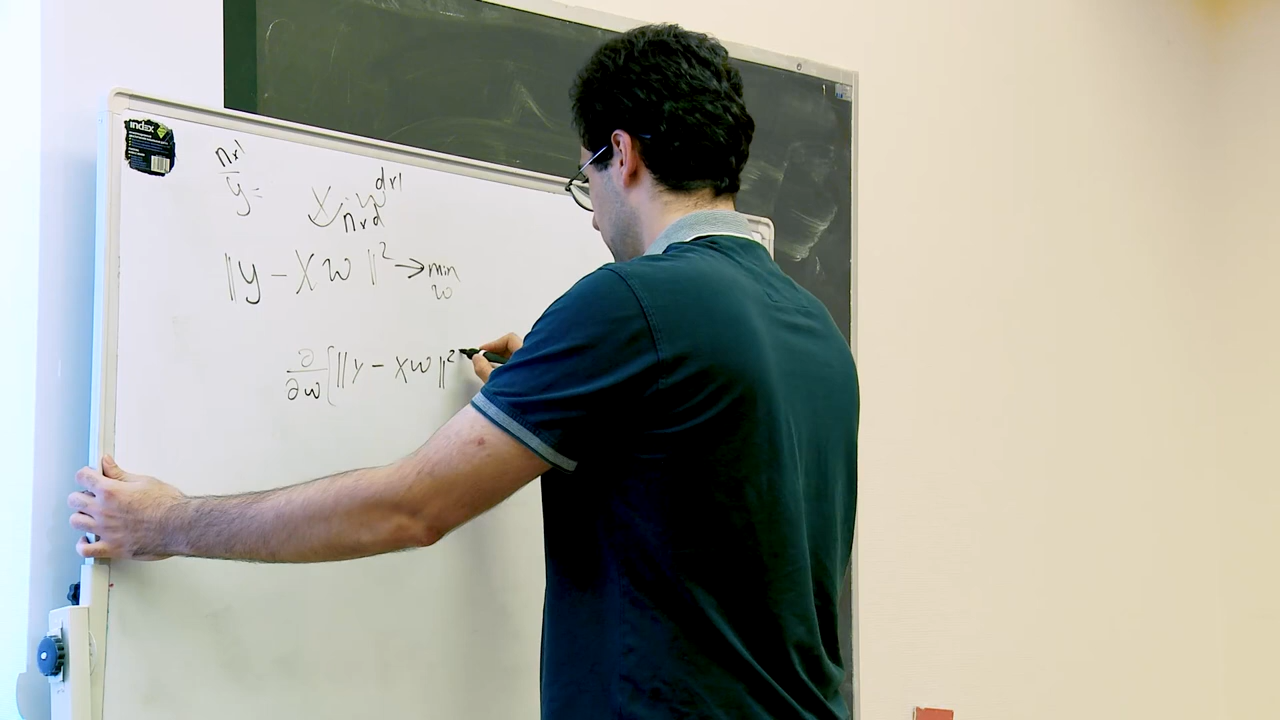 index
n×1 d×1
y = X · w
n×d
||y - Xw||² → min
w
∂
∂w [||y - Xw||²